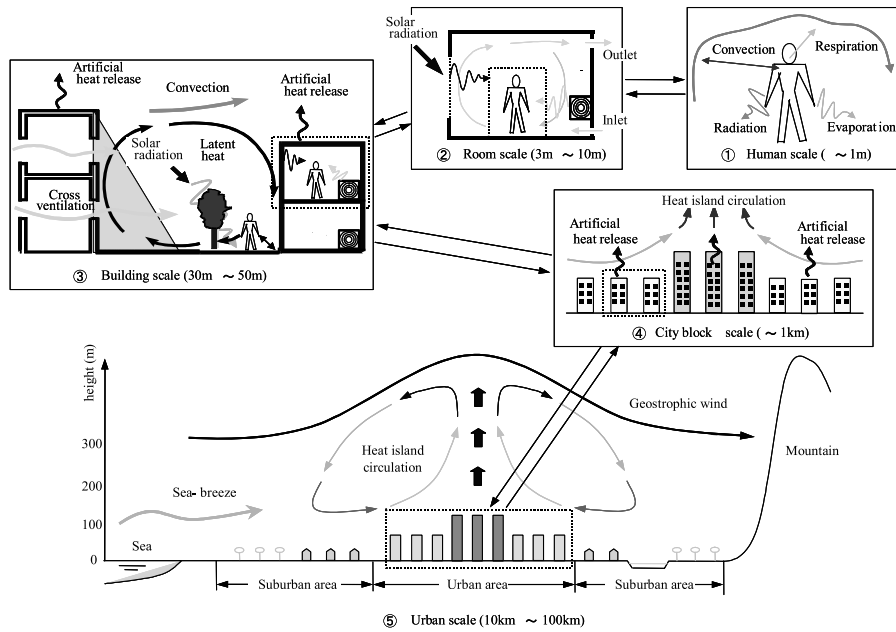 Artificial
heat release
Convection
Artificial
heat release
Solar
radiation
Latent
heat
Cross
ventilation
③ Building scale (30m ~ 50m)
Solar
radiation
Outlet
Inlet
② Room scale (3m ~ 10m)
Convection
Respiration
Radiation
Evaporation
① Human scale ( ~ 1m)
Heat island circulation
Artificial
heat release
Artificial
heat release
④ City block scale ( ~ 1km)
height (m)
300
200
100
0
Geostrophic wind
Mountain
Heat island
circulation
Sea- breeze
Sea
Suburban area
Urban area
Suburban area
⑤ Urban scale (10km ~ 100km)